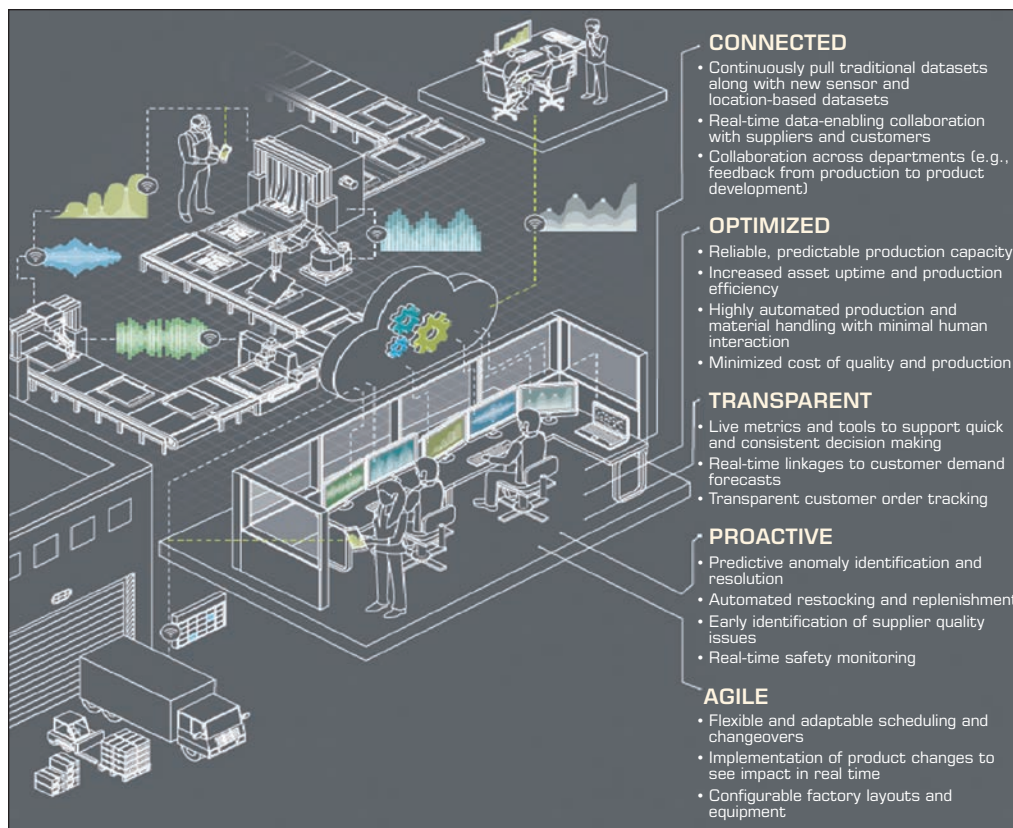 CONNECTED
• Continuously pull traditional datasets
along with new sensor and
location-based datasets
• Real-time data-enabling collaboration
with suppliers and customers
• Collaboration across departments (e.g.,
feedback from production to product
development)
OPTIMIZED
• Reliable, predictable production capacity
• Increased asset uptime and production
efficiency
• Highly automated production and
material handling with minimal human
interaction
• Minimized cost of quality and production
TRANSPARENT
• Live metrics and tools to support quick
and consistent decision making
• Real-time linkages to customer demand
forecasts
• Transparent customer order tracking
PROACTIVE
• Predictive anomaly identification and
resolution
• Automated restocking and replenishment
• Early identification of supplier quality
issues
• Real-time safety monitoring
AGILE
• Flexible and adaptable scheduling and
changeovers
• Implementation of product changes to
see impact in real time
• Configurable factory layouts and
equipment